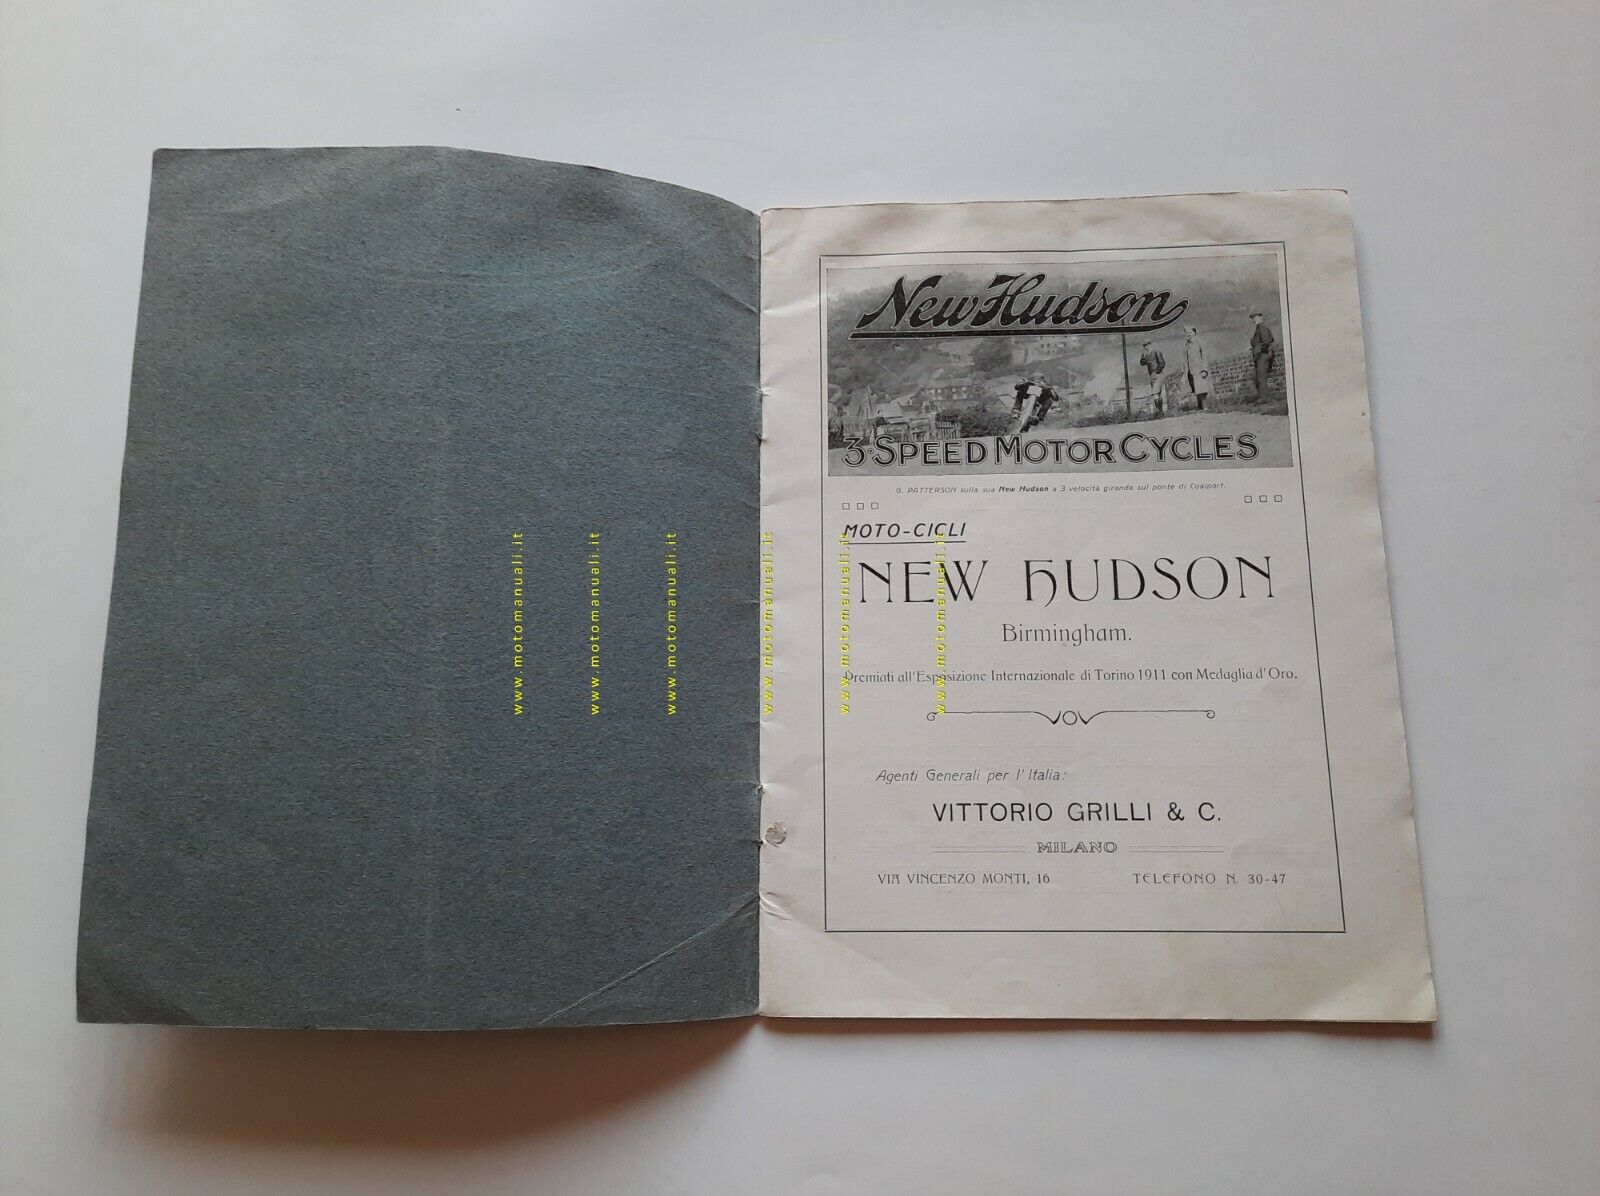 New Hudson
3-SPEED MOTOR CYCLES
G. PATTERSON sulla sua New Hudson a 3 velocità girando sul ponte di Coalport.
MOTO-CICLI
NEW HUDSON
Birmingham.
Premiati all'Esposizione Internazionale di Torino 1911 con Medaglia d'Oro.
Agenti Generali per l'Italia:
VITTORIO GRILLI & C.
MILANO
VIA VINCENZO MONTI, 16 TELEFONO N. 30-47
www.motomanuali.it
www.motomanuali.it
www.motomanuali.it
www.motomanuali.it
www.motomanuali.it
www.motomanuali.it